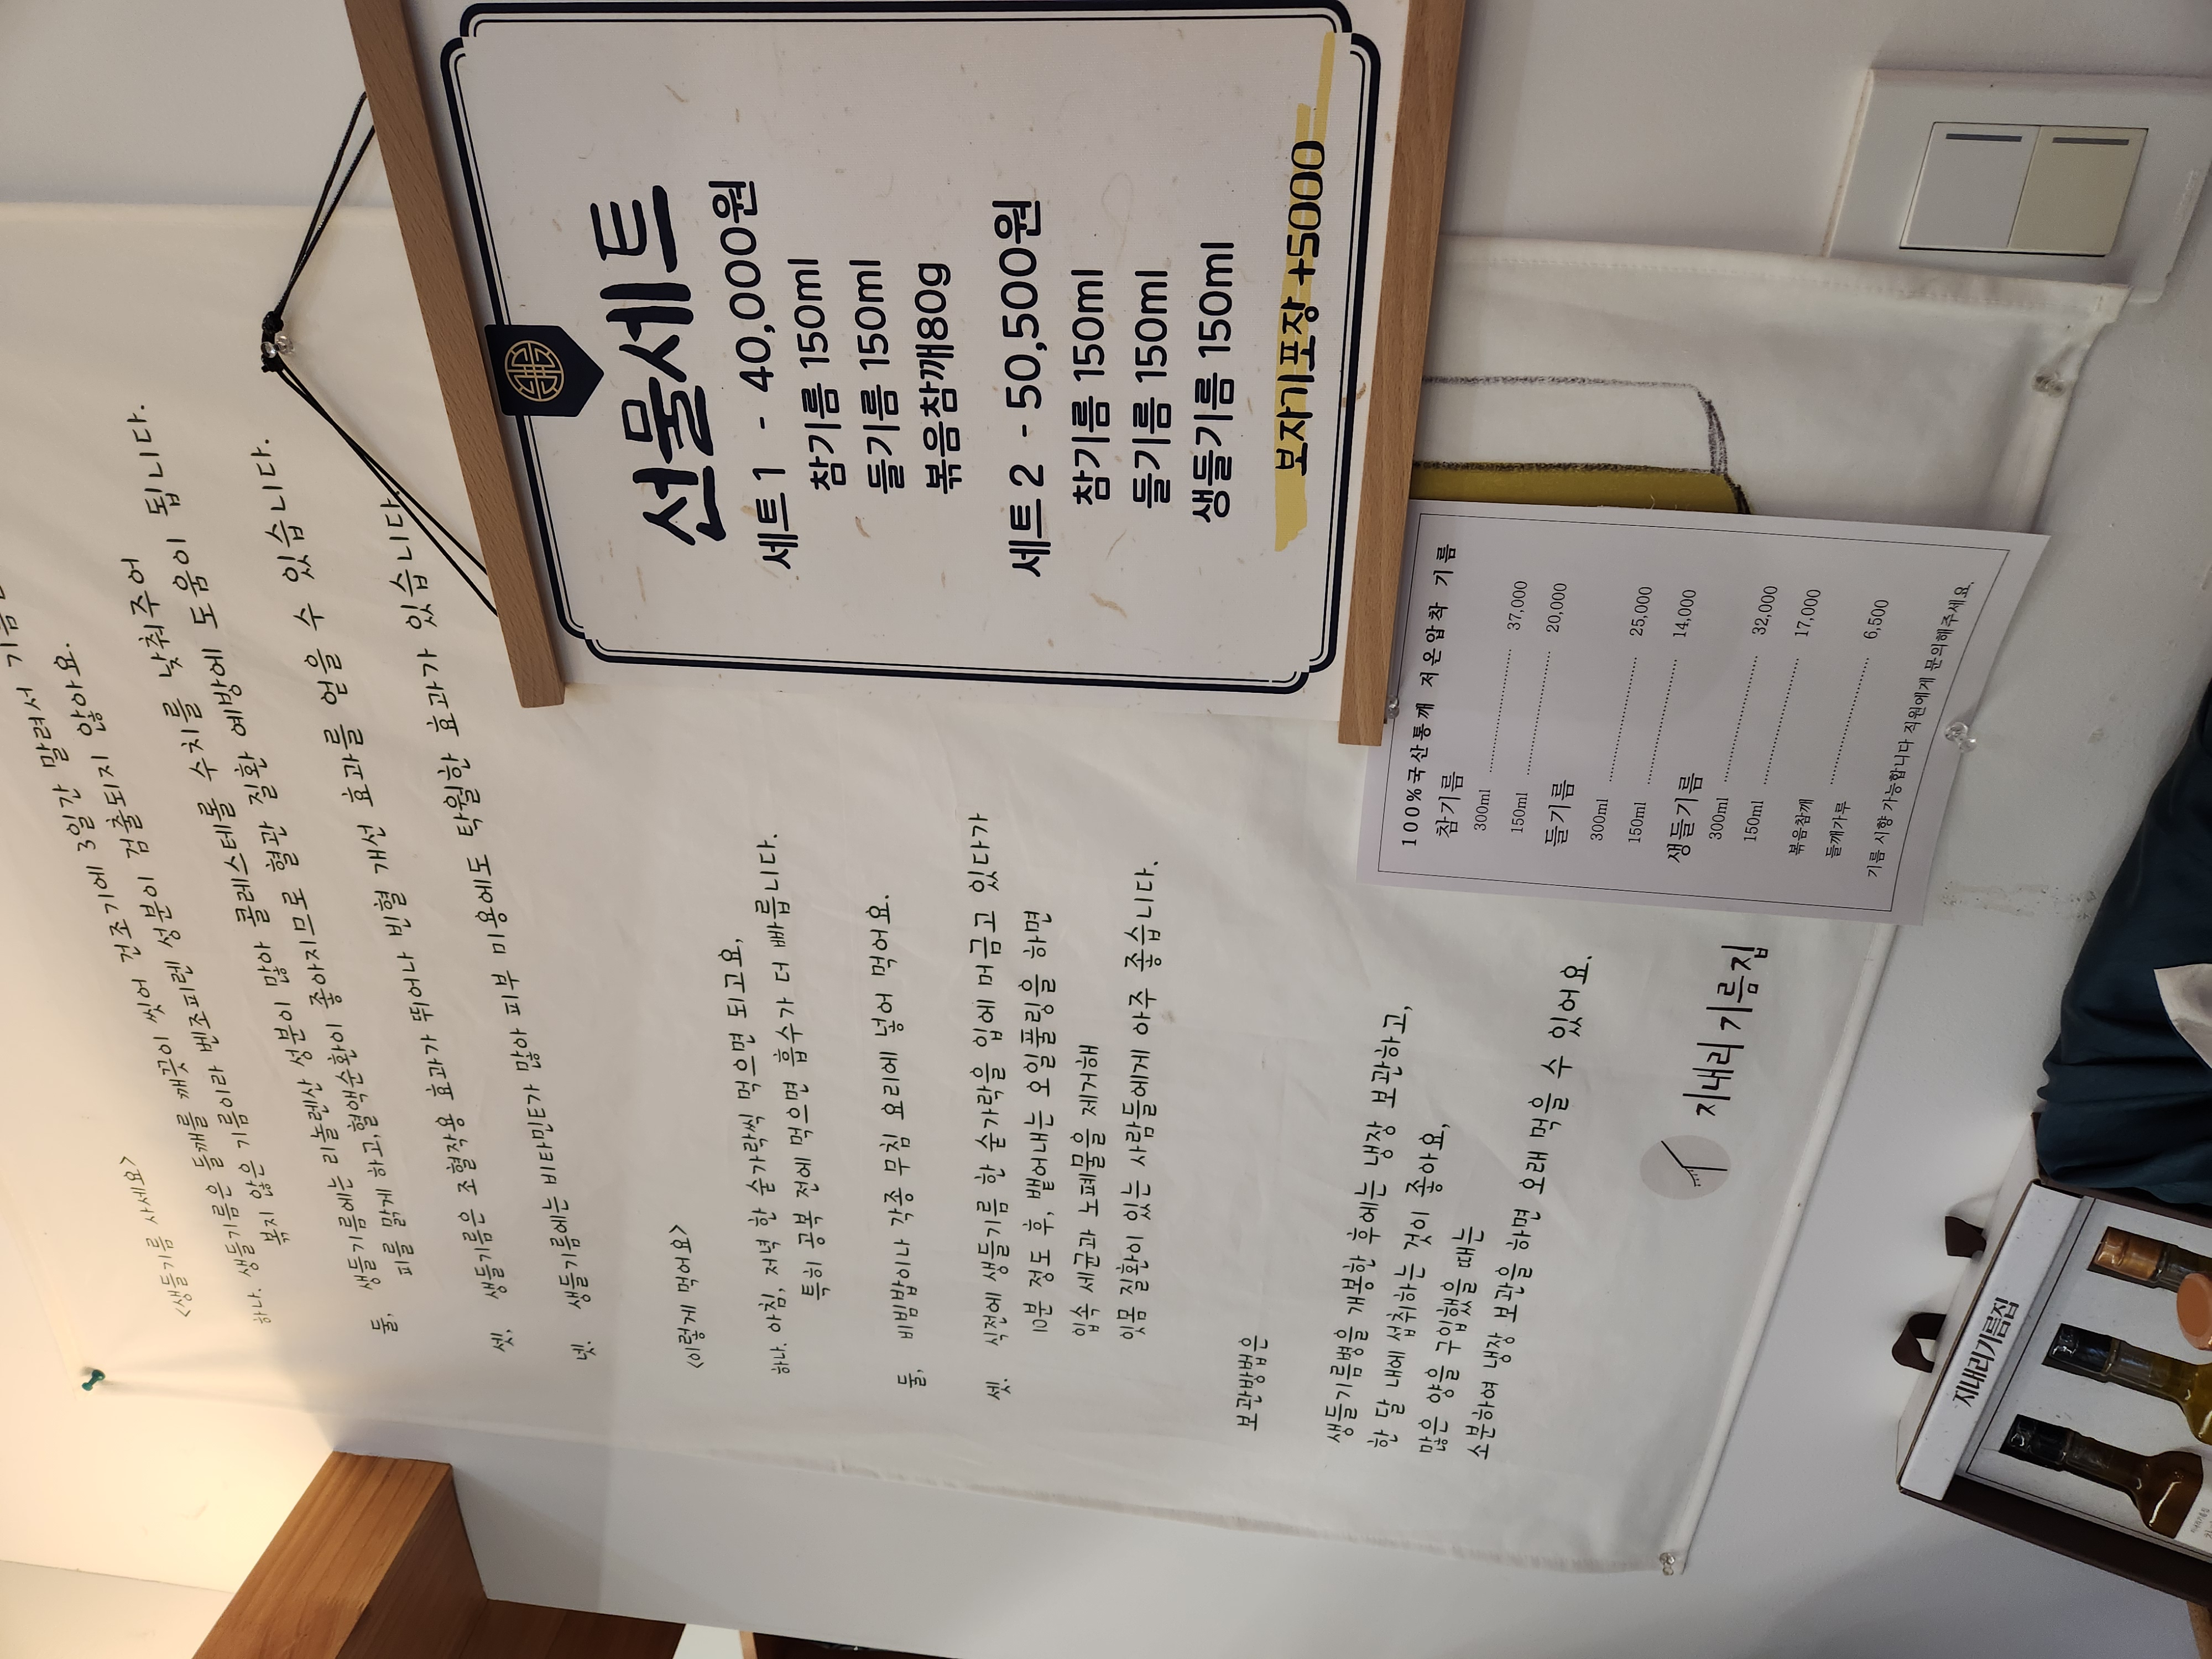 <생들기름 사세요>
하나. 생들기름은 들깨를 깨끗이 씻어 건조기에 3일간 말려서 기름
볶지 않은 기름이라 벤조피렌 성분이 검출되지 않아요.
둘, 생들기름에는 리놀렌산 성분이 많아 콜레스테롤 수치를 낮춰주어
피를 맑게 하고, 혈액순환이 좋아지므로 혈관 질환 예방에 도움이 됩니다.
셋, 생들기름은 조혈작용 효과가 뛰어나 빈혈 개선 효과를 얻을 수 있습니다.
넷. 생들기름에는 비타민E가 많아 피부 미용에도 탁월한 효과가 있습니다.
<이렇게 먹어요>
하나. 아침, 저녁 한 숟가락씩 먹으면 되고요,
특히 공복 전에 먹으면 흡수가 더 빠릅니다.
둘, 비빔밥이나 각종 무침 요리에 넣어 먹어요.
셋. 식전에 생들기름 한 숟가락을 입에 머금고 있다가
10분 정도 후, 뱉어내는 오일풀링을 하면
입속 세균과 노폐물을 제거해
잇몸 질환이 있는 사람들에게 아주 좋습니다.
보관방법은
생들기름병을 개봉한 후에는 냉장 보관하고,
한 달 내에 섭취하는 것이 좋아요,
많은 양을 구입했을 때는
소분하여 냉장 보관을 하면 오래 먹을 수 있어요.
지내리 기름집
선물세트
세트 1 - 40,000원
참기름 150ml
들기름 150ml
볶음참깨80g
세트 2 - 50,500원
참기름 150ml
들기름 150ml
생들기름 150ml
보자기포장 +5000
100%국산통깨 저온압착 기름
참기름
300ml 37,000
150ml 20,000
들기름
300ml 25,000
150ml 14,000
생들기름
300ml 32,000
150ml 17,000
볶음참깨
들깨가루 6,500
기름 시향 가능합니다 직원에게 문의해주세요.
지내리기름집